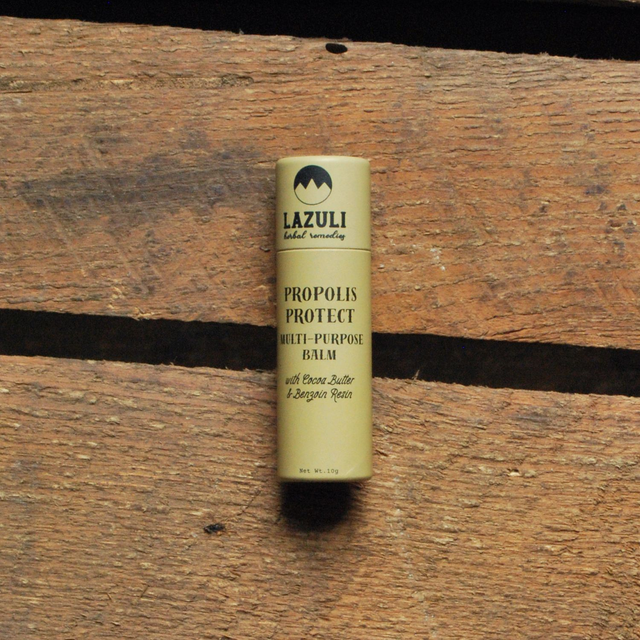 LAZULI
herbal remedies
PROPOLIS
PROTECT
MULTI-PURPOSE
BALM
with Cocoa Butter
& Benzoin Resin
Net Wt.10g